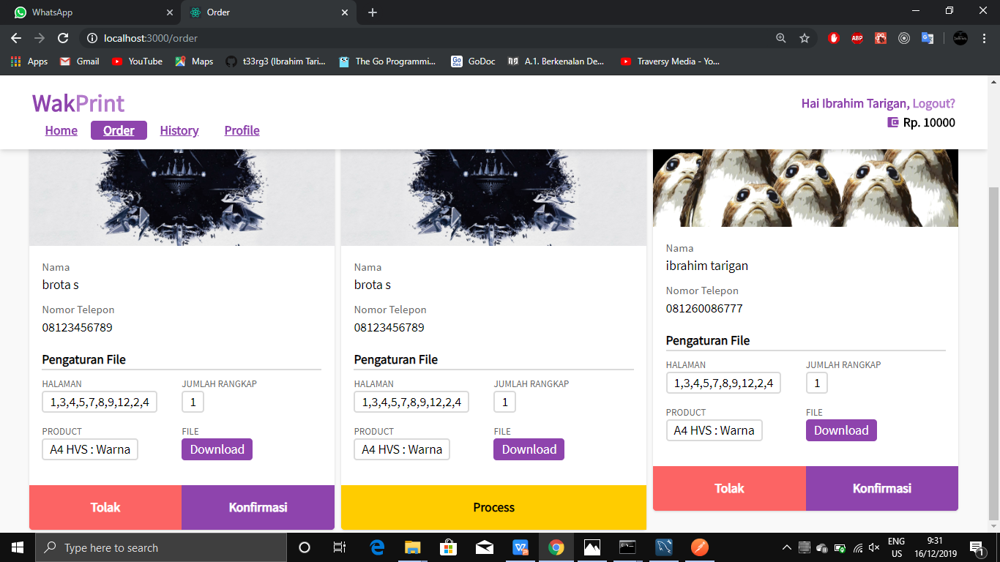 WhatsApp
Order
localhost:3000/order
ABP
Apps
Gmail
YouTube
Maps
t33rg3 (Ibrahim Tari...
The Go Programmi...
Go Doc
GoDoc
A.1. Berkenalan De...
Traversy Media - Yo...
WakPrint
Hai Ibrahim Tarigan, Logout?
Rp. 10000
Home Order History Profile
Nama
brota s
Nomor Telepon
08123456789
Pengaturan File
HALAMAN JUMLAH RANGKAP
1,3,4,5,7,8,9,12,2,4 1
PRODUCT FILE
A4 HVS : Warna Download
Tolak Konfirmasi
Nama
brota s
Nomor Telepon
08123456789
Pengaturan File
HALAMAN JUMLAH RANGKAP
1,3,4,5,7,8,9,12,2,4 1
PRODUCT FILE
A4 HVS : Warna Download
Process
Nama
ibrahim tarigan
Nomor Telepon
081260086777
Pengaturan File
HALAMAN JUMLAH RANGKAP
1,3,4,5,7,8,9,12,2,4 1
PRODUCT FILE
A4 HVS : Warna Download
Tolak Konfirmasi
Type here to search
ENG
US
9:31
16/12/2019
1